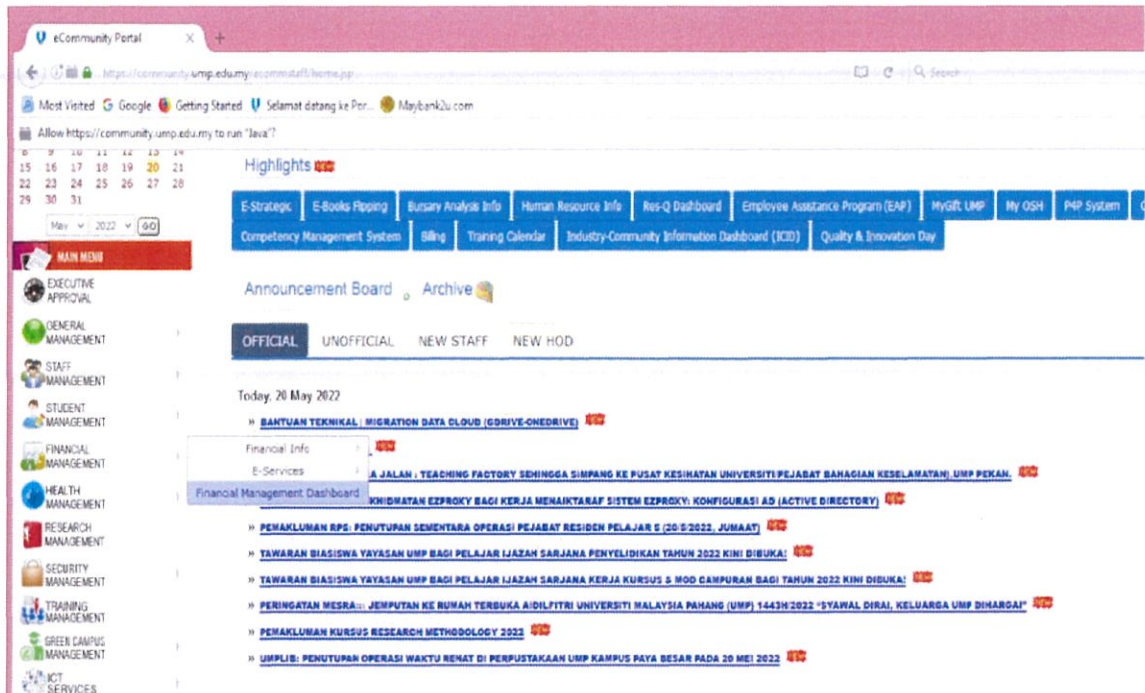 eCommunity Portal
https://community.ump.edu.my/ecommstaff/home.jsp
Search
Most Visited Google Getting Started Selamat datang ke Por... Maybank2u.com
Allow https://community.ump.edu.my to run "Java"?
8 9 10 11 12 13 14
15 16 17 18 19 20 21
22 23 24 25 26 27 28
29 30 31
May 2022 GO
MAIN MENU
EXECUTIVE
APPROVAL
GENERAL
MANAGEMENT
STAFF
MANAGEMENT
STUDENT
MANAGEMENT
FINANCIAL
MANAGEMENT
HEALTH
MANAGEMENT
RESEARCH
MANAGEMENT
SECURITY
MANAGEMENT
TRAINING
MANAGEMENT
GREEN CAMPUS
MANAGEMENT
ICT
SERVICES
Financial Info
E-Services
Financial Management Dashboard
Highlights
E-Strategic E-Books Flipping Bursary Analysis Info Human Resource Info Res-Q Dashboard Employee Assistance Program (EAP) MyGift UMP My OSH P4P System
Competency Management System Billing Training Calendar Industry-Community Information Dashboard (ICID) Quality & Innovation Day
Announcement Board Archive
OFFICIAL UNOFFICIAL NEW STAFF NEW HOD
Today, 20 May 2022
» BANTUAN TEKNIKAL | MIGRATION DATA CLOUD (GDRIVE-ONEDRIVE)
A JALAN : TEACHING FACTORY SEHINGGA SIMPANG KE PUSAT KESIHATAN UNIVERSITI/PEJABAT BAHAGIAN KESELAMATAN),UMP PEKAN.
KHIDMATAN EZPROXY BAGI KERJA MENAIKTARAF SISTEM EZPROXY: KONFIGURASI AD (ACTIVE DIRECTORY)
» PEMAKLUMAN RPS: PENUTUPAN SEMENTARA OPERASI PEJABAT RESIDEN PELAJAR 5 (20/5/2022, JUMAAT)
» TAWARAN BIASISWA YAYASAN UMP BAGI PELAJAR IJAZAH SARJANA PENYELIDIKAN TAHUN 2022 KINI DIBUKA!
» TAWARAN BIASISWA YAYASAN UMP BAGI PELAJAR IJAZAH SARJANA KERJA KURSUS & MOD CAMPURAN BAGI TAHUN 2022 KINI DIBUKA!
» PERINGATAN MESRA::: JEMPUTAN KE RUMAH TERBUKA AIDILFITRI UNIVERSITI MALAYSIA PAHANG (UMP) 1443H/2022 "SYAWAL DIRAI, KELUARGA UMP DIHARGAI"
» PEMAKLUMAN KURSUS RESEARCH METHODOLOGY 2022
» UMPLIB: PENUTUPAN OPERASI WAKTU REHAT DI PERPUSTAKAAN UMP KAMPUS PAYA BESAR PADA 20 MEI 2022